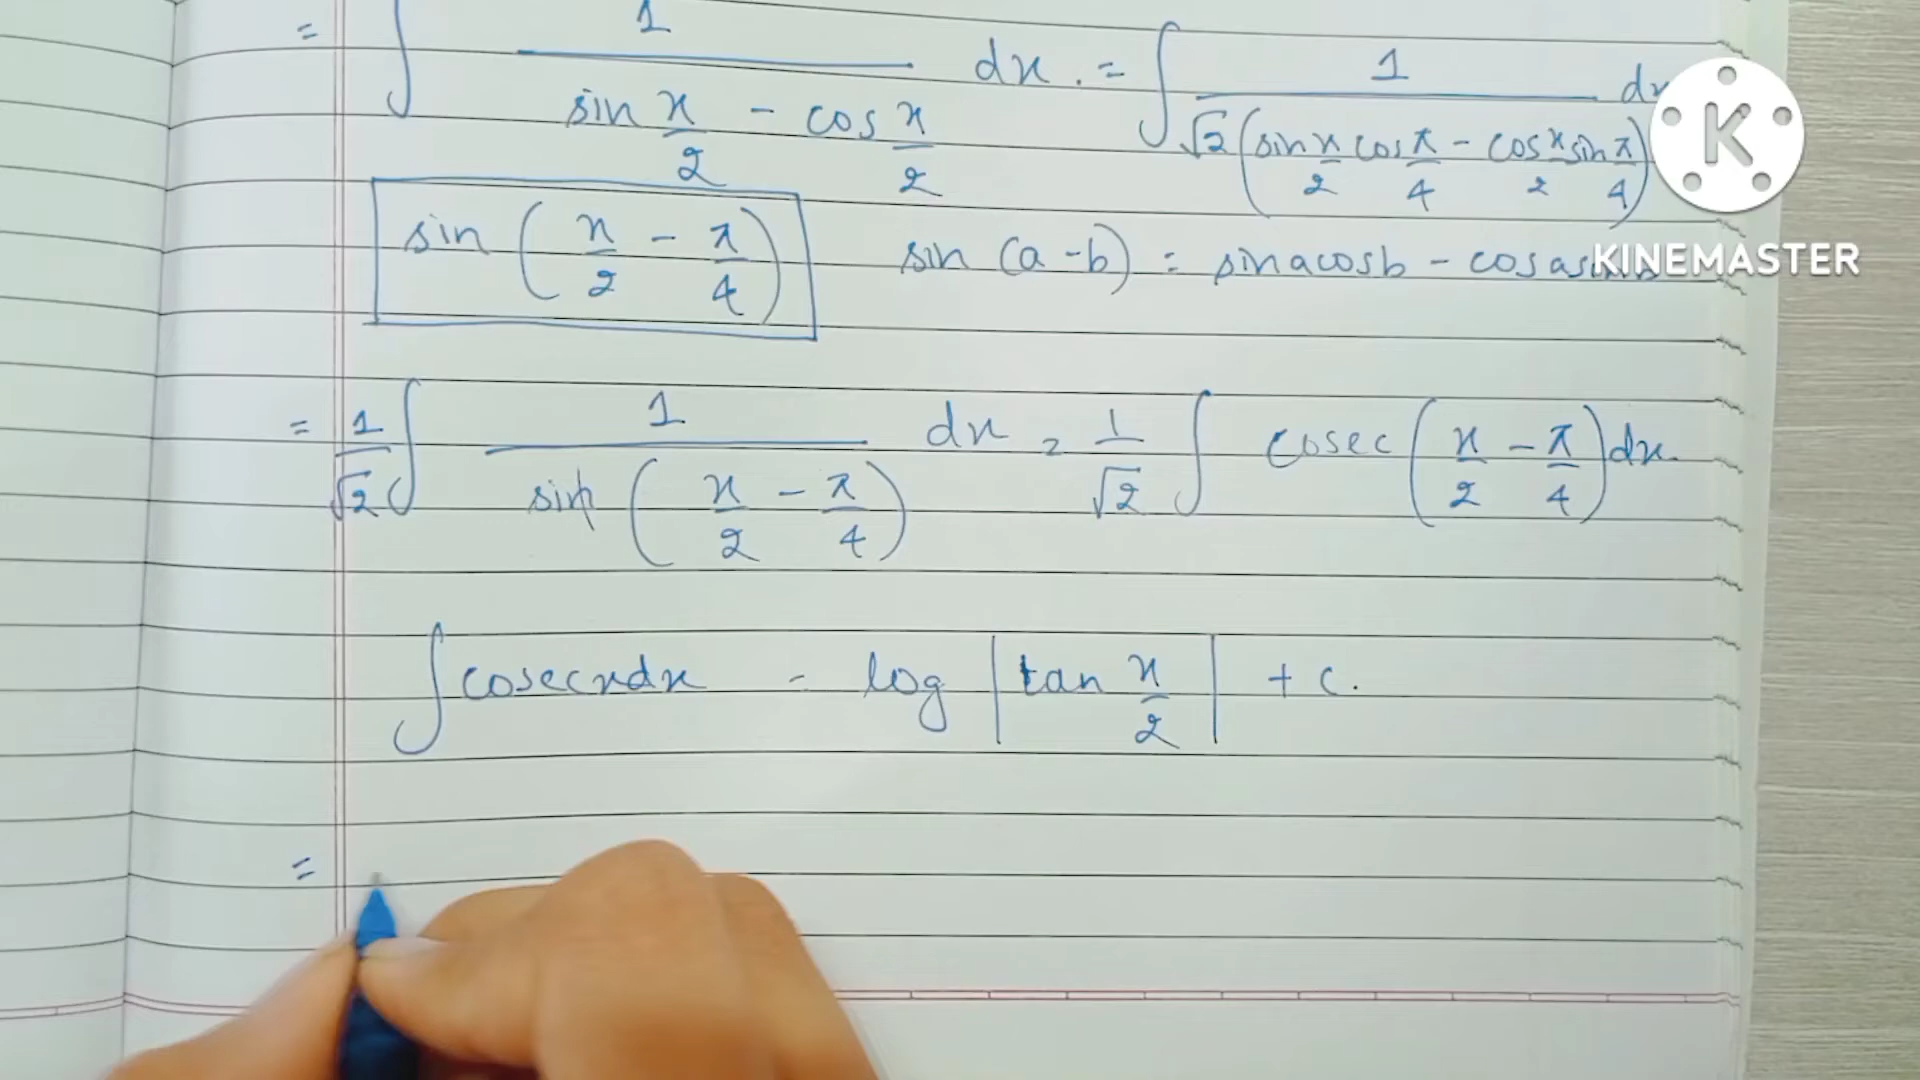 = ∫ 1/(sin x/2 - cos x/2) dx . = ∫ 1/(√2 (sin x/2 cos π/4 - cos x/2 sin π/4)) dx
K
sin (x/2 - π/4) sin (a - b) = sin a cos b - cos a
KINEMASTER
= 1/√2 ∫ 1/(sin (x/2 - π/4)) dx = 1/√2 ∫ cosec (x/2 - π/4) dx.
∫ cosec x dx = log |tan x/2| + c.
=